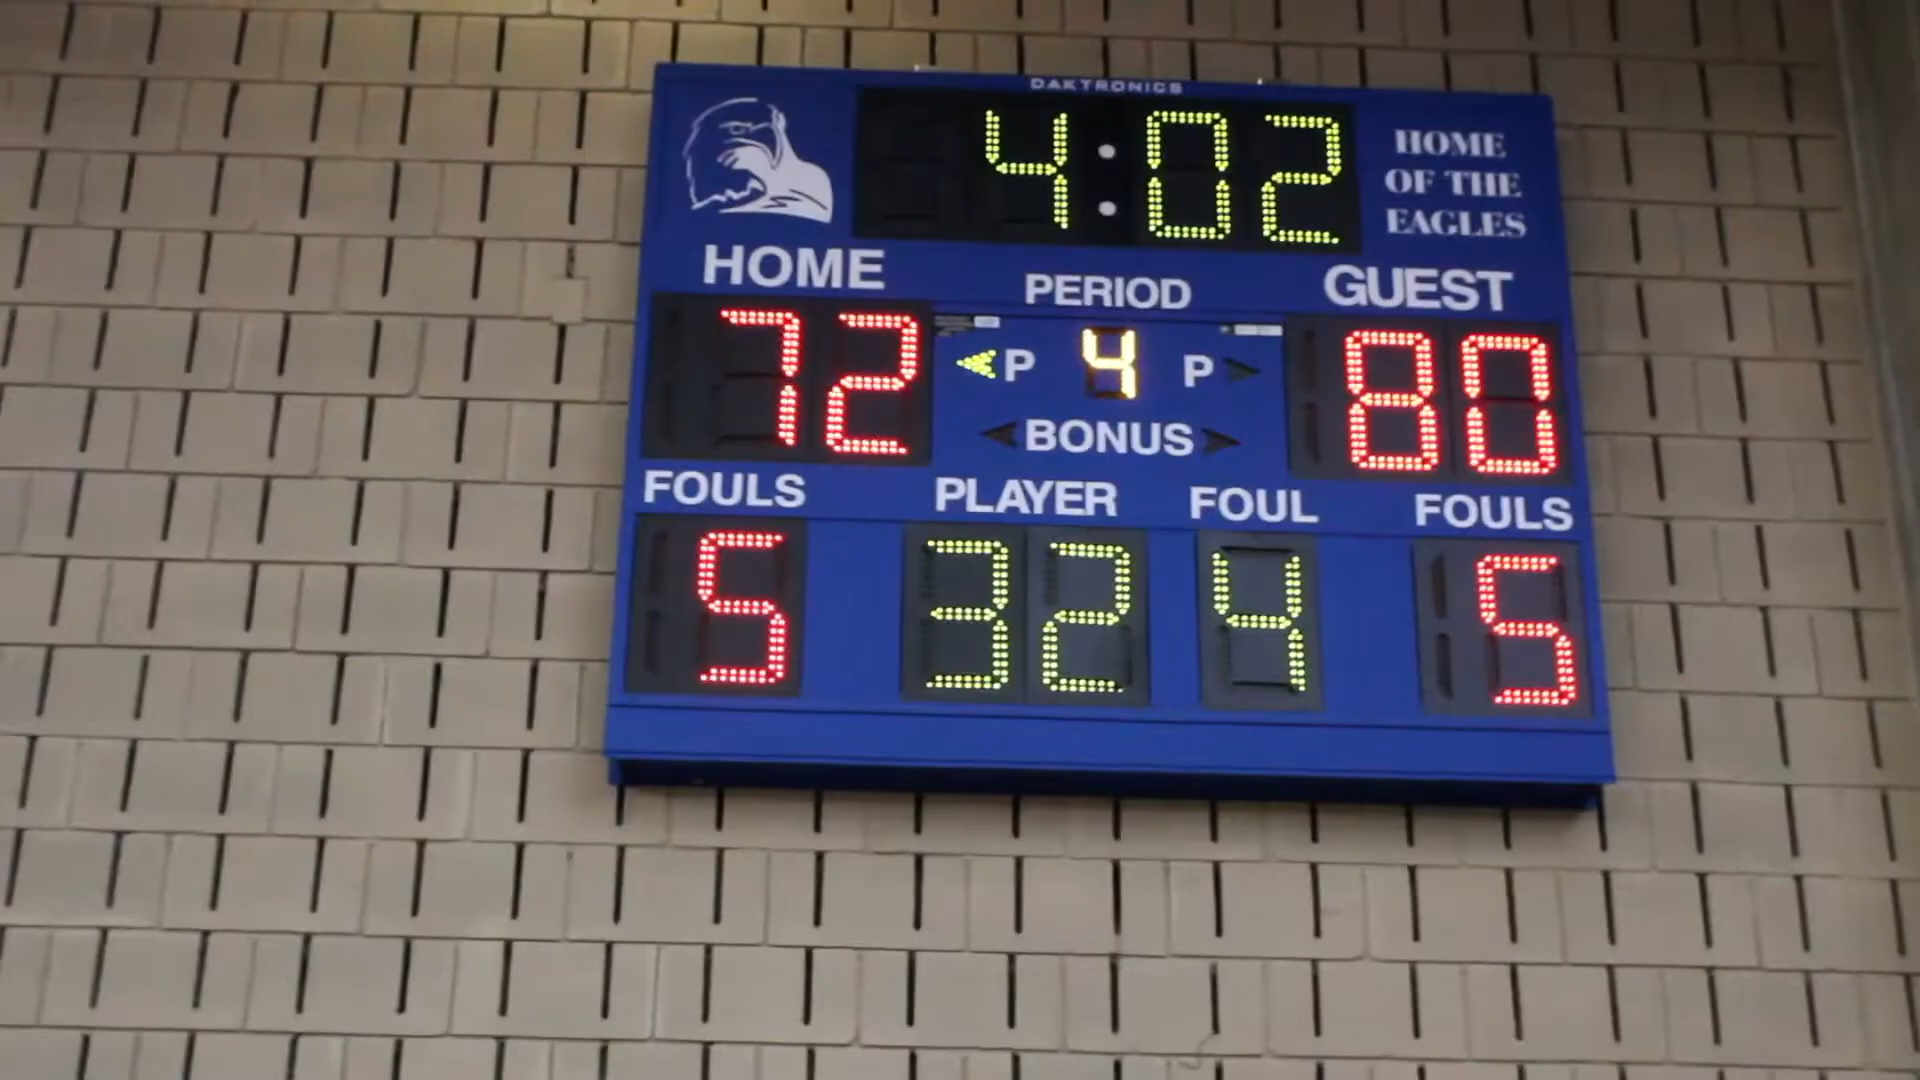 DAKTRONICS
4:02
HOME
OF THE
EAGLES
HOME
PERIOD
GUEST
72
P 4 P
80
BONUS
FOULS
PLAYER
FOUL
FOULS
5
32
4
5